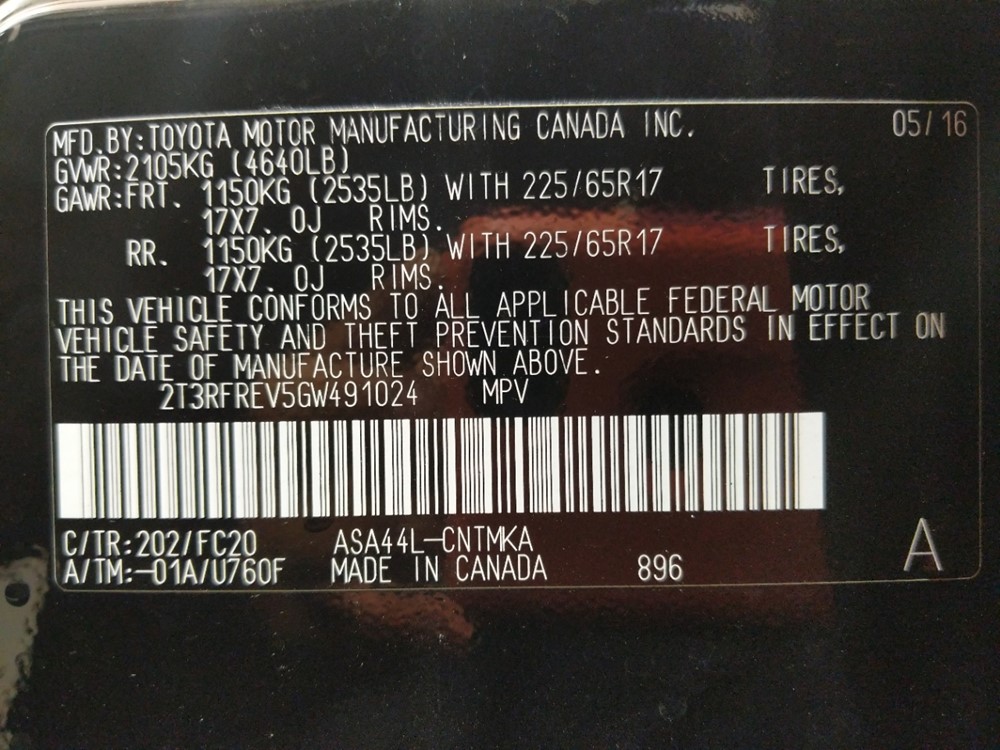 MFD.BY:TOYOTA MOTOR MANUFACTURING CANADA INC. 05/16
GVWR:2105KG (4640LB)
GAWR:FRT. 1150KG (2535LB) WITH 225/65R17 TIRES,
17X7. 0J RIMS.
RR. 1150KG (2535LB) WITH 225/65R17 TIRES,
17X7. 0J RIMS.
THIS VEHICLE CONFORMS TO ALL APPLICABLE FEDERAL MOTOR
VEHICLE SAFETY AND THEFT PREVENTION STANDARDS IN EFFECT ON
THE DATE OF MANUFACTURE SHOWN ABOVE.
2T3RFREV5GW491024 MPV
C/TR:202/FC20 ASA44L-CNTMKA
A/TM:-01A/U760F MADE IN CANADA 896 A